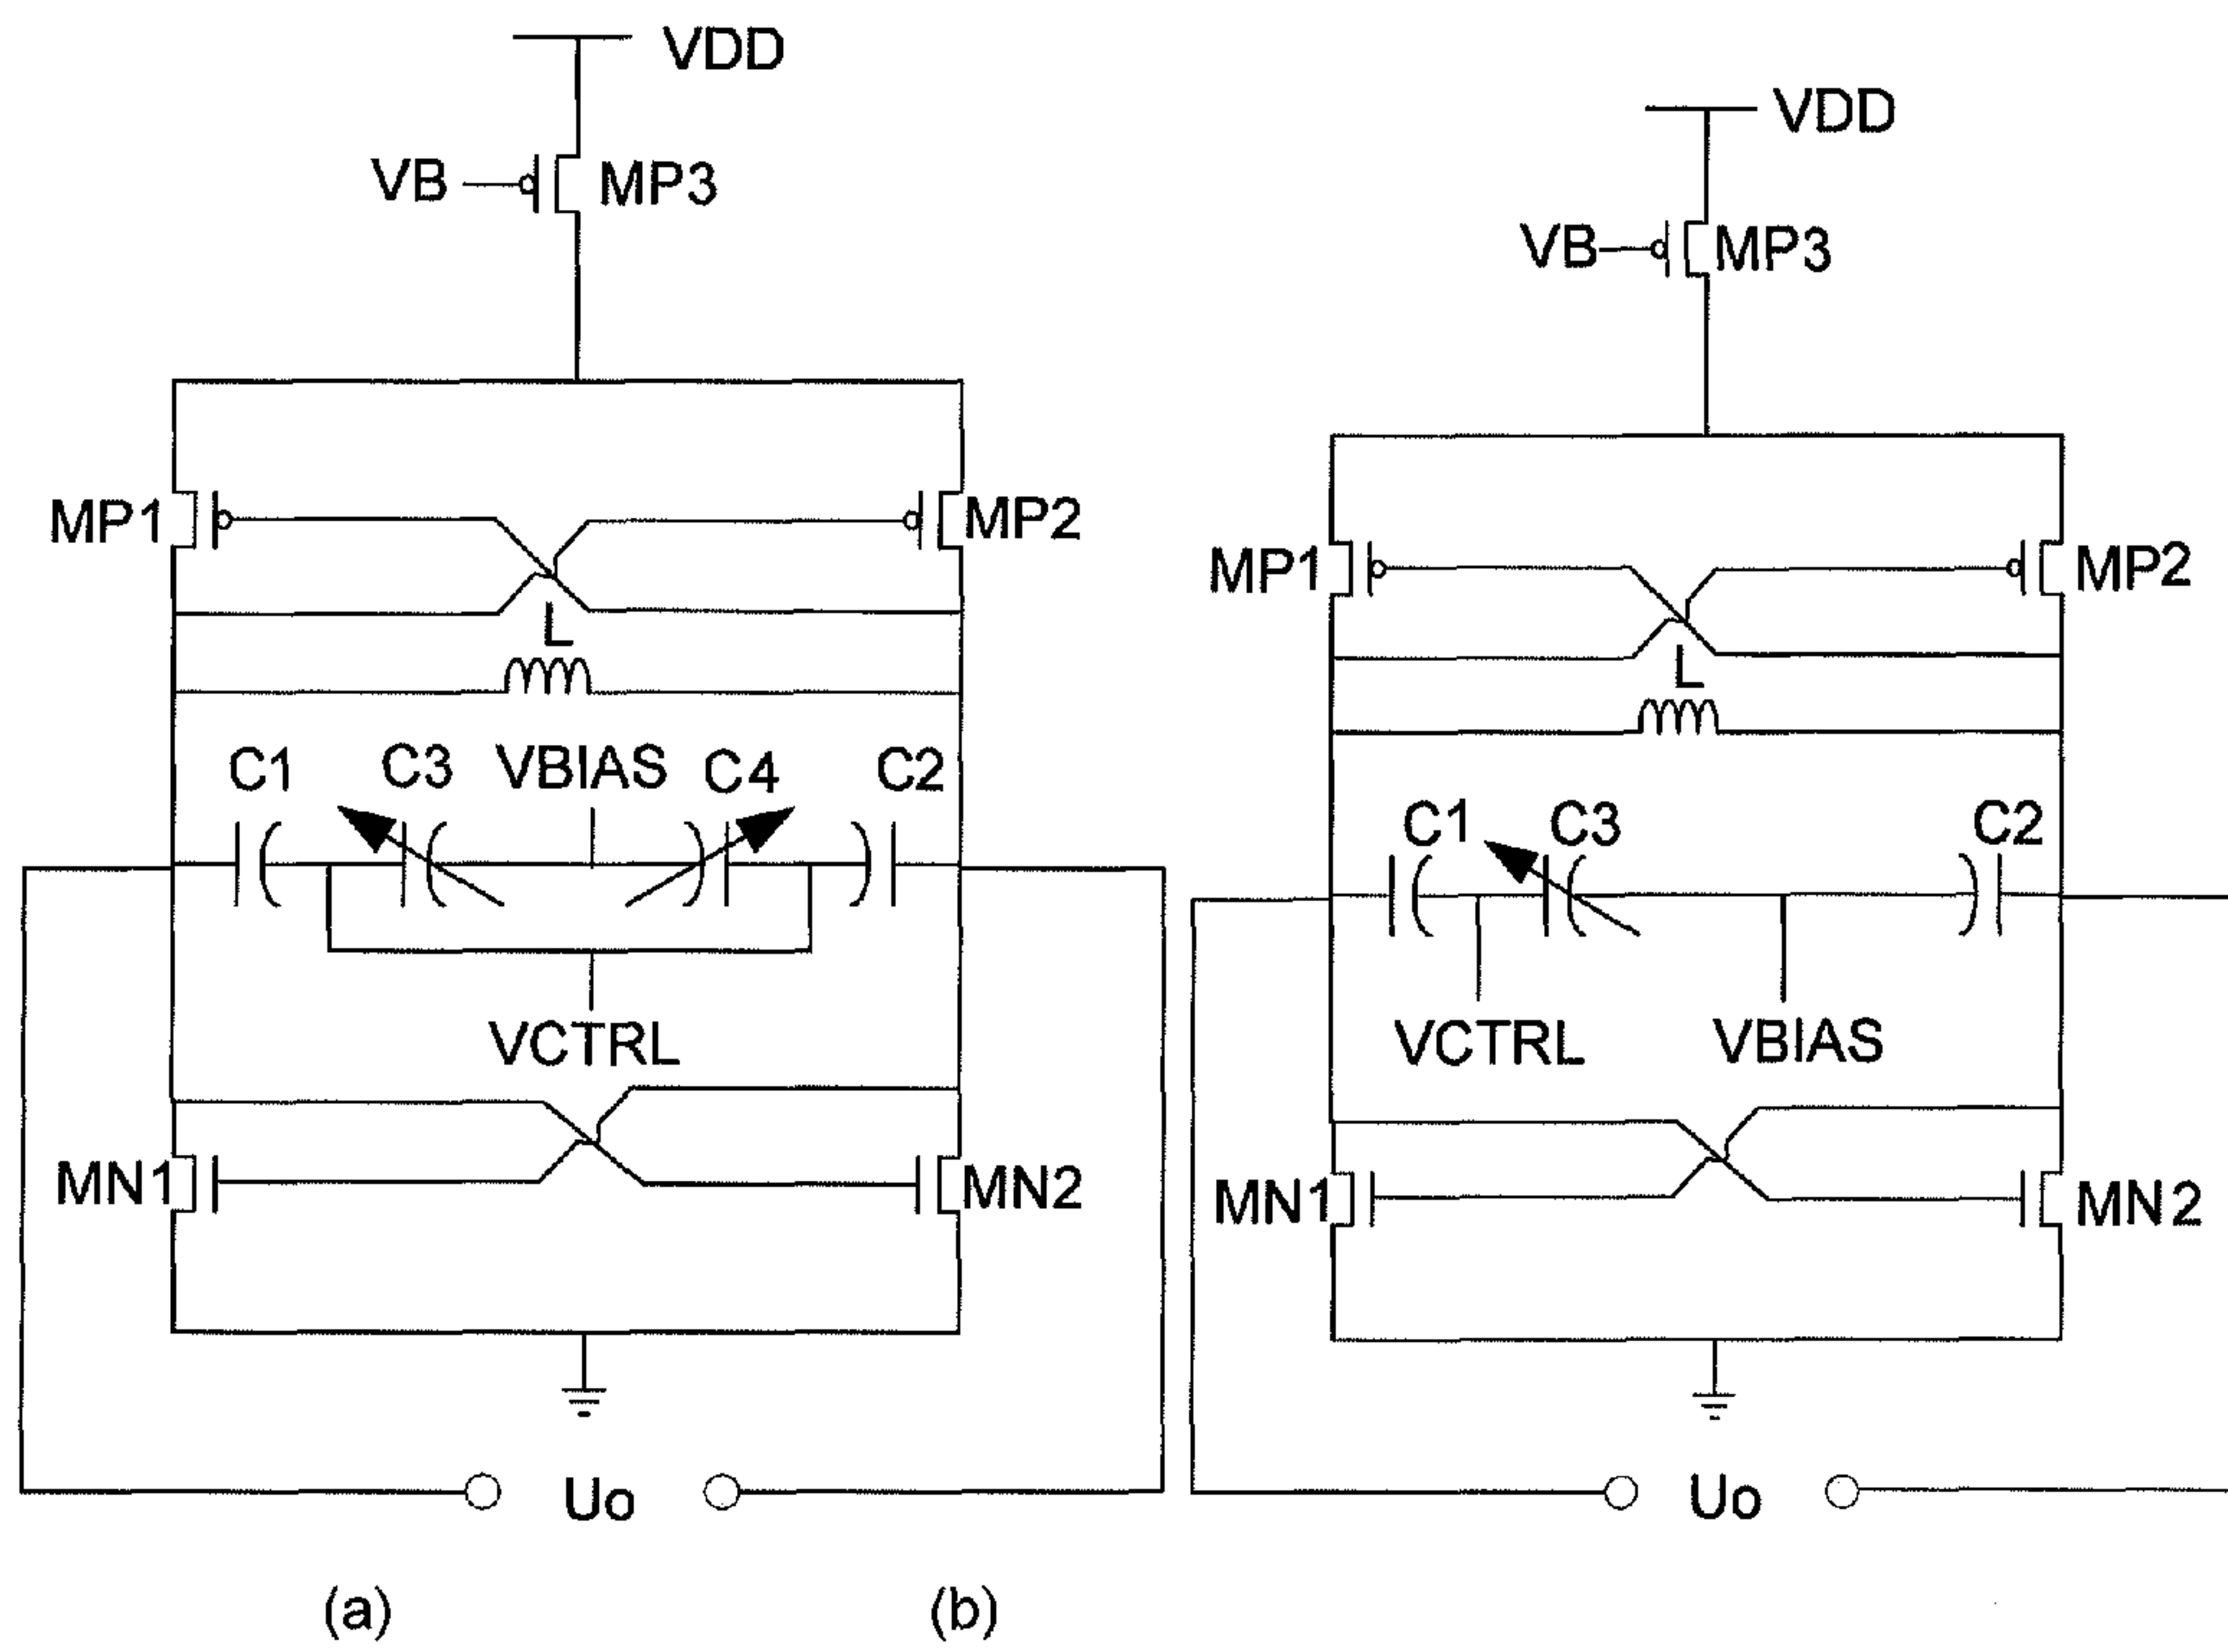 VDD
VB
MP3
MP1
MP2
L
C1
C3
VBIAS
C4
C2
VCTRL
MN1
MN2
Uo
(a)
VDD
VB
MP3
MP1
MP2
L
C1
C3
C2
VCTRL
VBIAS
MN1
MN2
Uo
(b)